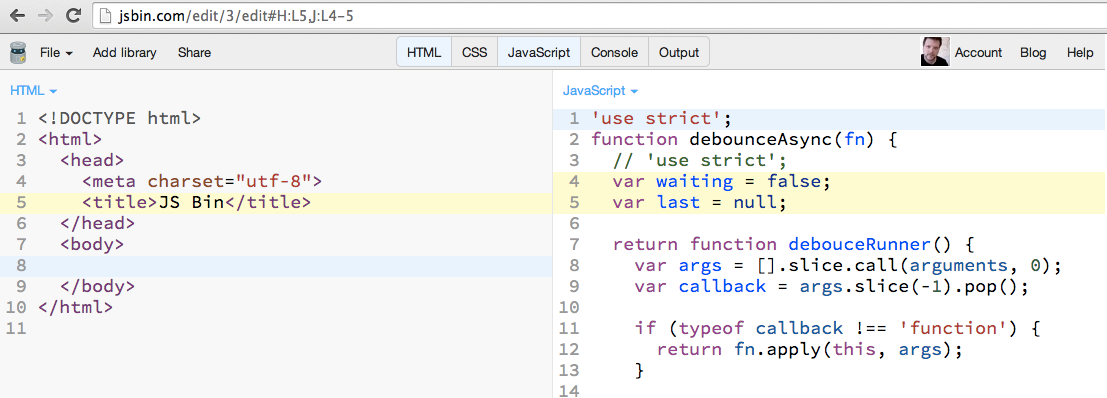 jsbin.com/edit/3/edit#H:L5,J:L4-5
File Add library Share HTML CSS JavaScript Console Output Account Blog Help
HTML
1 <!DOCTYPE html>
2 <html>
3   <head>
4     <meta charset="utf-8">
5     <title>JS Bin</title>
6   </head>
7   <body>
8
9   </body>
10 </html>
11
JavaScript
1 'use strict';
2 function debounceAsync(fn) {
3   // 'use strict';
4   var waiting = false;
5   var last = null;
6
7   return function debouceRunner() {
8     var args = [].slice.call(arguments, 0);
9     var callback = args.slice(-1).pop();
10
11     if (typeof callback !== 'function') {
12       return fn.apply(this, args);
13     }
14